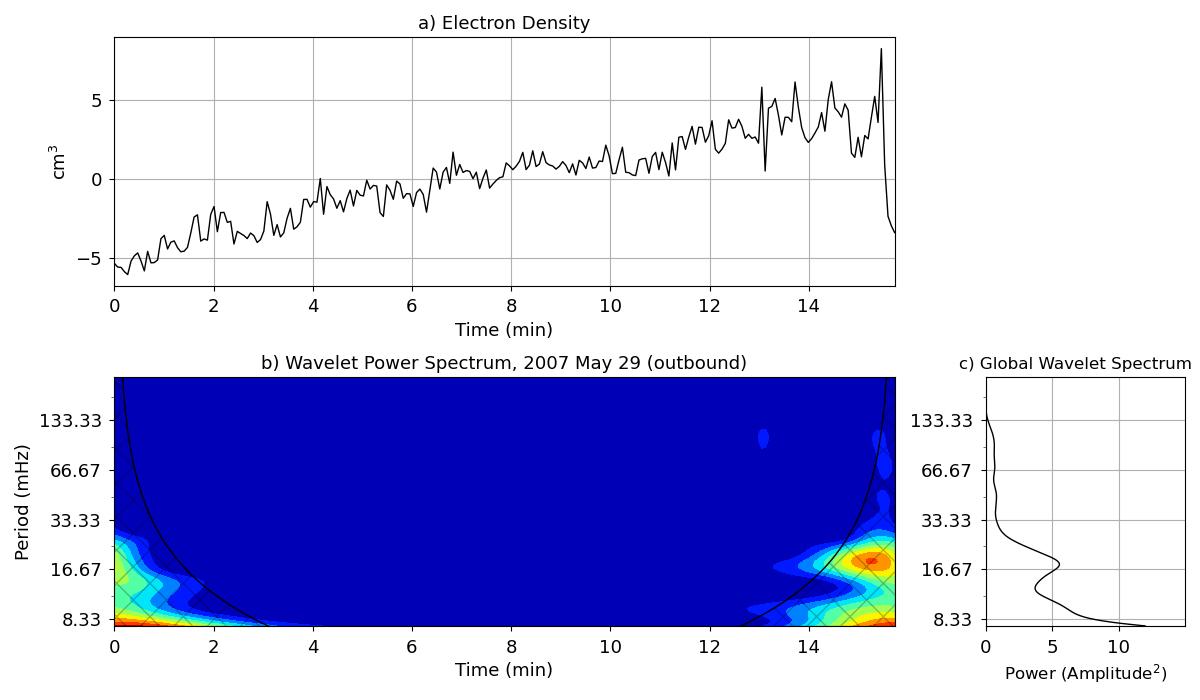 a) Electron Density
cm³
5
0
−5
0 2 4 6 8 10 12 14
Time (min)
b) Wavelet Power Spectrum, 2007 May 29 (outbound)
Period (mHz)
133.33
66.67
33.33
16.67
8.33
0 2 4 6 8 10 12 14
Time (min)
c) Global Wavelet Spectrum
133.33
66.67
33.33
16.67
8.33
0 5 10
Power (Amplitude²)